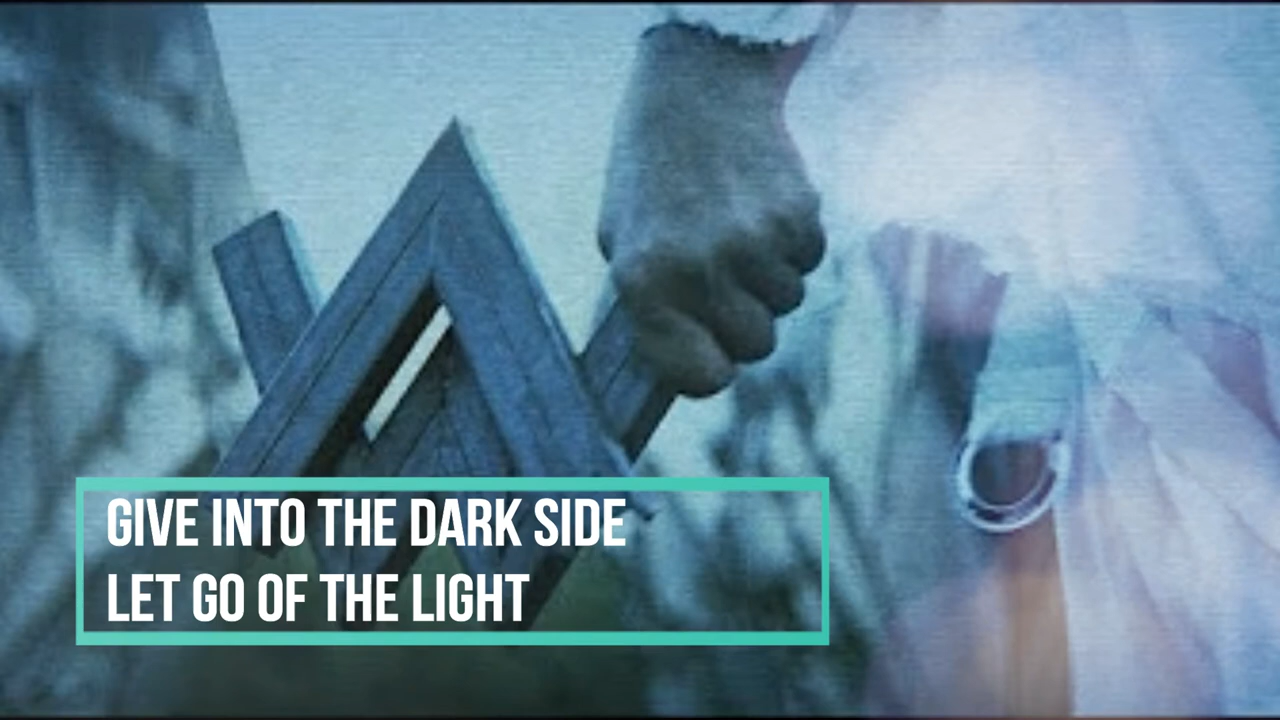 GIVE INTO THE DARK SIDE
LET GO OF THE LIGHT